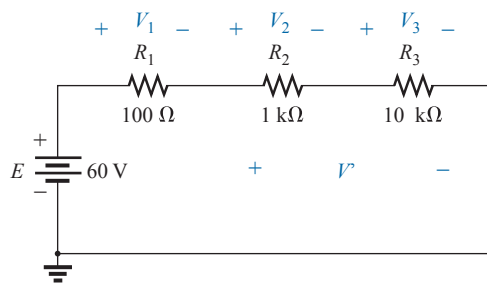 + V₁ − + V₂ − + V₃ −
R₁ R₂ R₃
100 Ω 1 kΩ 10 kΩ
+
E 60 V + V' −
−